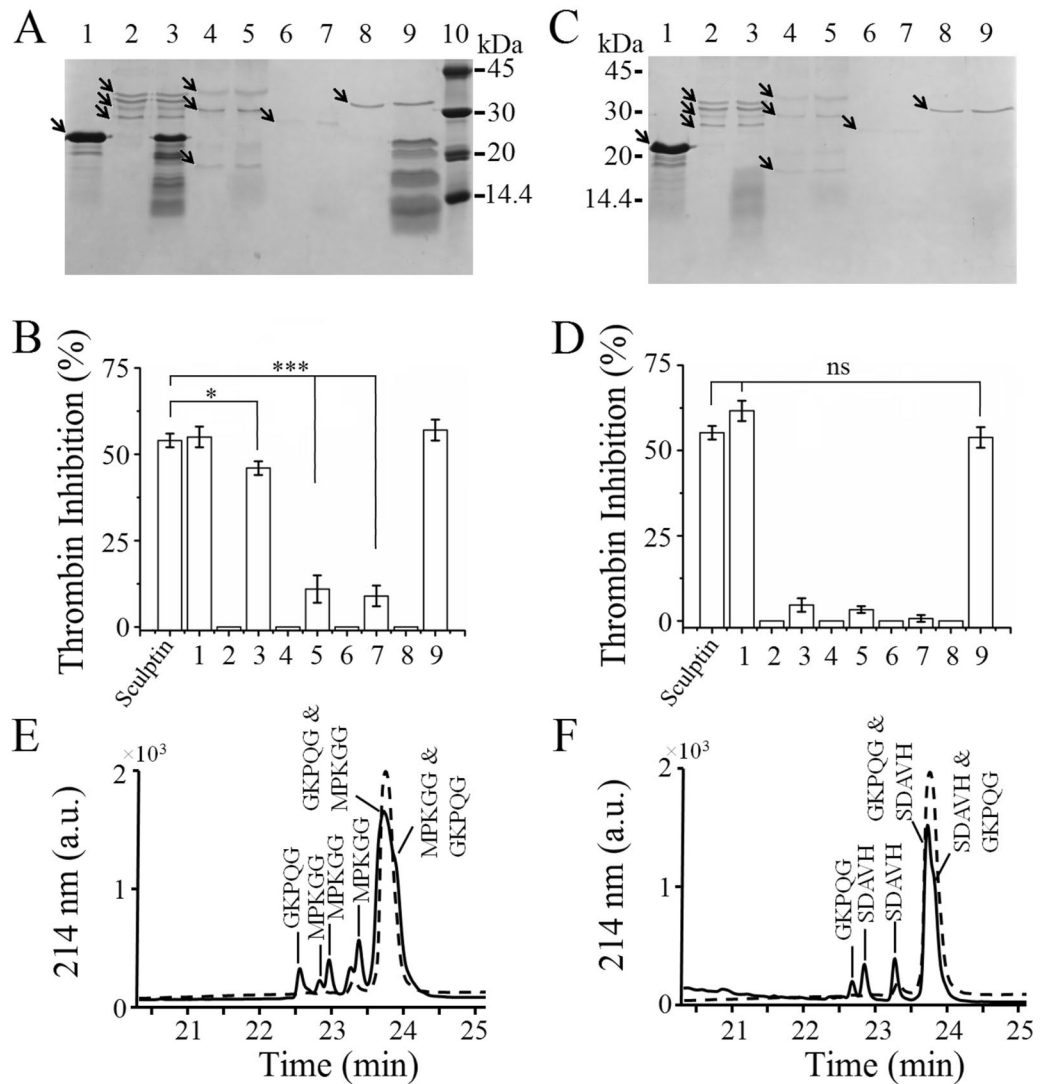 A 1 2 3 4 5 6 7 8 9 10 kDa
45
30
20
14.4
C kDa 1 2 3 4 5 6 7 8 9
45
30
20
14.4
B
Thrombin Inhibition (%)
75
50
25
0
***
*
Sculptin 1 2 3 4 5 6 7 8 9
D
Thrombin Inhibition (%)
75
50
25
0
ns
Sculptin 1 2 3 4 5 6 7 8 9
E
×10³
214 nm (a.u.)
2
1
0
GKPQG
MPKGG
MPKGG
MPKGG
GKPQG &
MPKGG
MPKGG &
GKPQG
21 22 23 24 25
Time (min)
F
×10³
214 nm (a.u.)
2
1
0
GKPQG
SDAVH
SDAVH
GKPQG &
SDAVH
SDAVH &
GKPQG
21 22 23 24 25
Time (min)